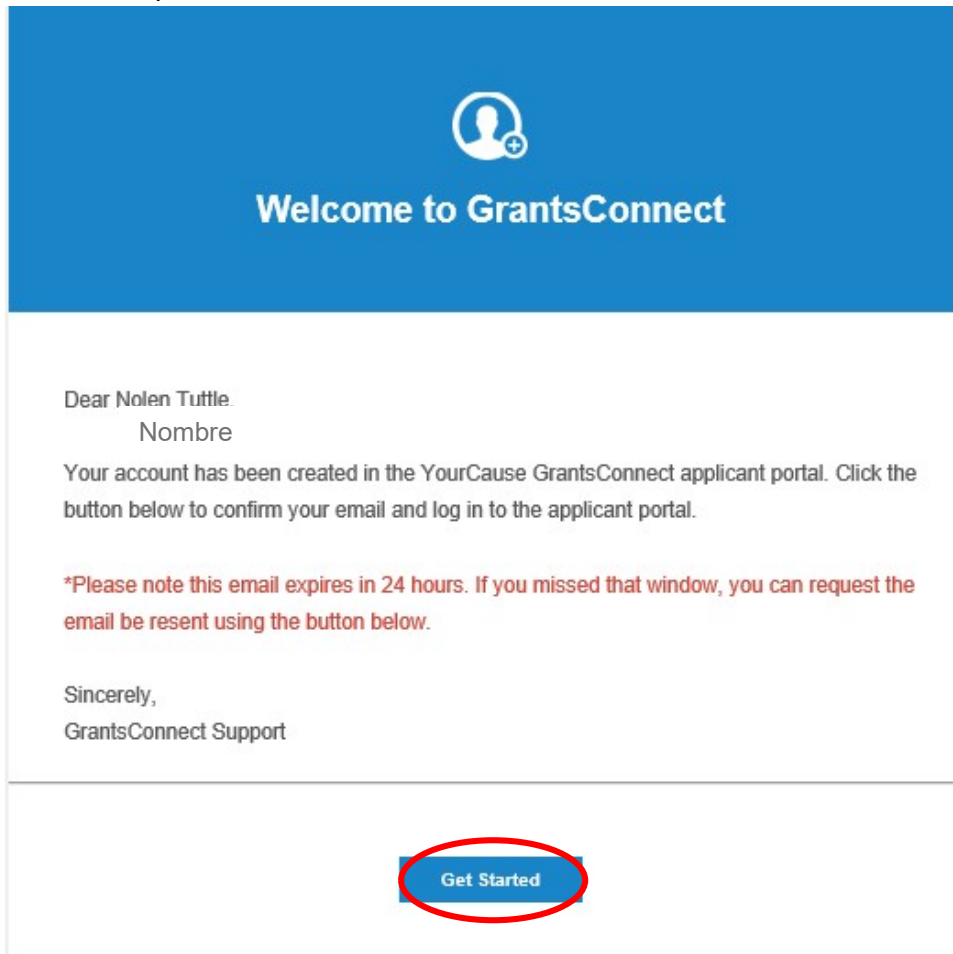 Welcome to GrantsConnect
Dear Nolen Tuttle,
Nombre
Your account has been created in the YourCause GrantsConnect applicant portal. Click the
button below to confirm your email and log in to the applicant portal.
*Please note this email expires in 24 hours. If you missed that window, you can request the
email be resent using the button below.
Sincerely,
GrantsConnect Support
Get Started